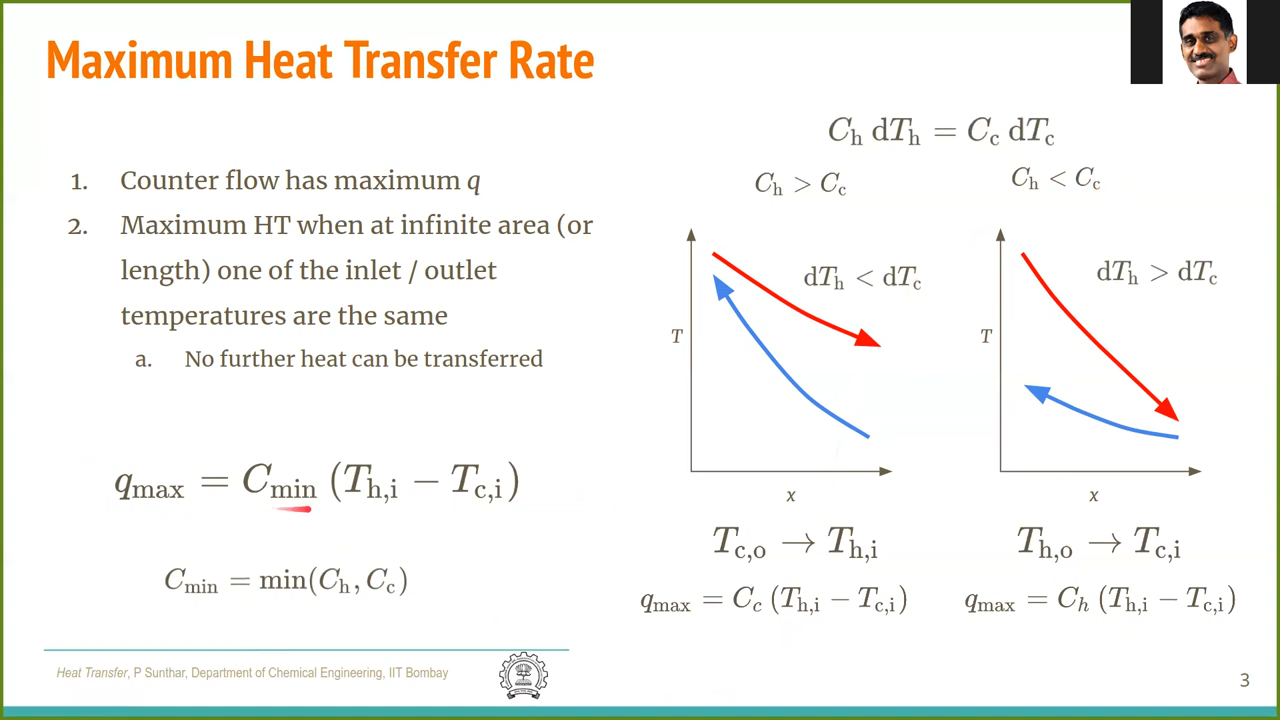 Maximum Heat Transfer Rate
1. Counter flow has maximum q
2. Maximum HT when at infinite area (or
length) one of the inlet / outlet
temperatures are the same
a. No further heat can be transferred
q_max = C_min (T_h,i − T_c,i)
C_min = min(C_h, C_c)
C_h dT_h = C_c dT_c
C_h > C_c
dT_h < dT_c
T
x
T_c,o → T_h,i
q_max = C_c (T_h,i − T_c,i)
C_h < C_c
dT_h > dT_c
T
x
T_h,o → T_c,i
q_max = C_h (T_h,i − T_c,i)
Heat Transfer, P Sunthar, Department of Chemical Engineering, IIT Bombay
3